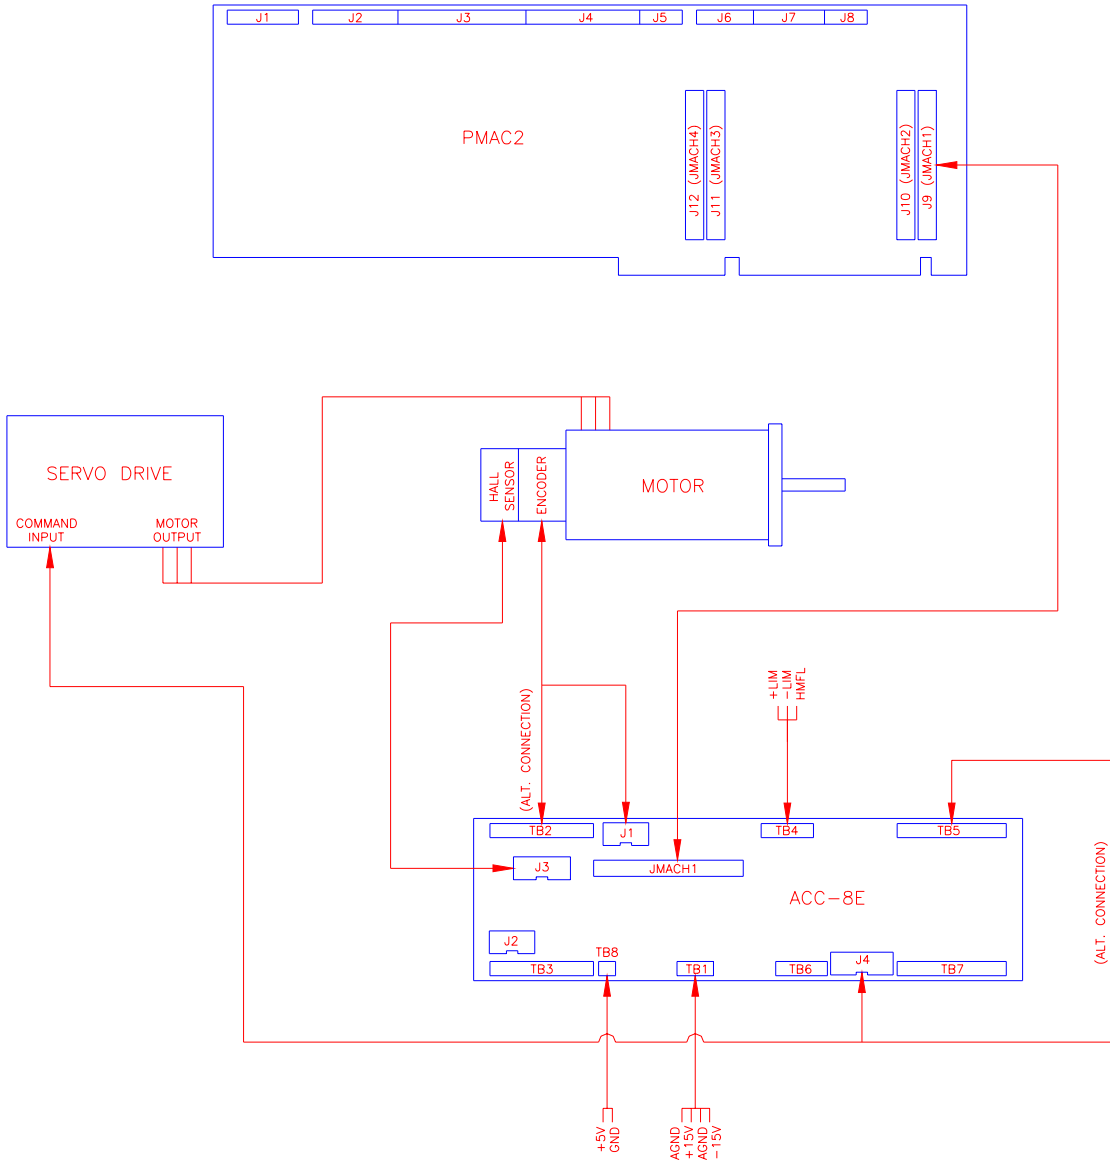 J1
J2
J3
J4
J5
J6
J7
J8
PMAC2
J12 (JMACH4)
J11 (JMACH3)
J10 (JMACH2)
J9 (JMACH1)
SERVO DRIVE
COMMAND
INPUT
MOTOR
OUTPUT
HALL
SENSOR
ENCODER
MOTOR
(ALT. CONNECTION)
+LIM
-LIM
HMFL
TB2
J1
TB4
TB5
J3
JMACH1
ACC-8E
J2
TB8
TB3
TB1
TB6
J4
TB7
(ALT. CONNECTION)
+5V
GND
AGND
+15V
AGND
-15V